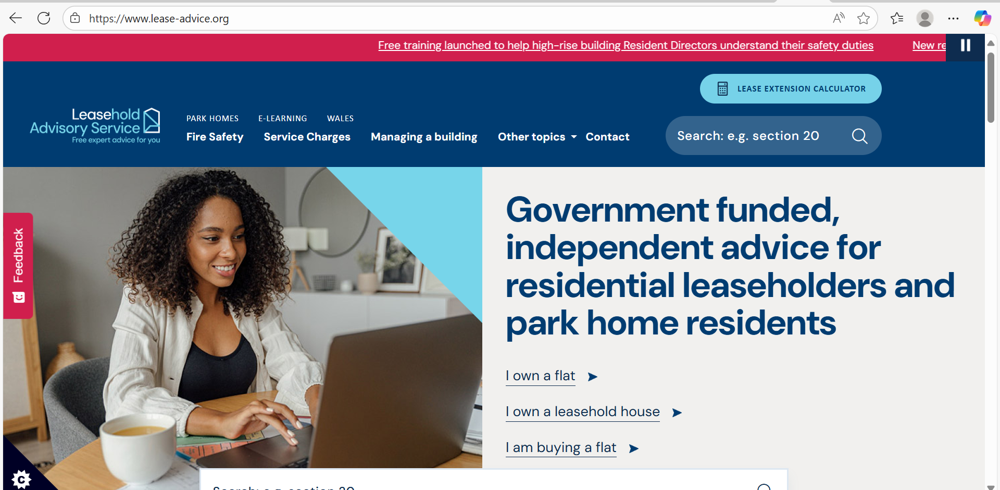 https://www.lease-advice.org
Free training launched to help high-rise building Resident Directors understand their safety duties
New re
LEASE EXTENSION CALCULATOR
Leasehold
Advisory Service
Free expert advice for you
PARK HOMES
E-LEARNING
WALES
Fire Safety
Service Charges
Managing a building
Other topics
Contact
Search: e.g. section 20
Feedback
Government funded,
independent advice for
residential leaseholders and
park home residents
I own a flat
I own a leasehold house
I am buying a flat
Search: e.g. section 20